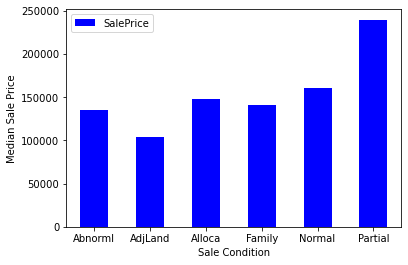 SalePrice
250000
200000
150000
100000
50000
0
Median Sale Price
Abnorml AdjLand Alloca Family Normal Partial
Sale Condition